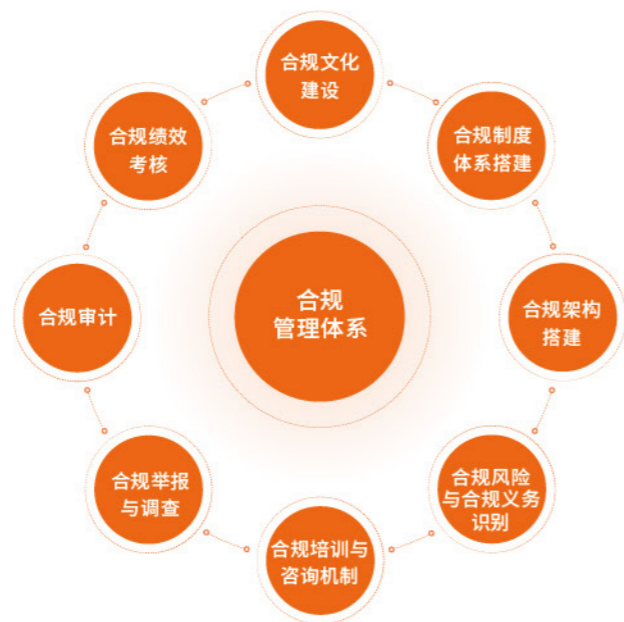 合规文化
建设
合规制度
体系搭建
合规架构
搭建
合规风险
与合规义务
识别
合规培训与
咨询机制
合规举报
与调查
合规审计
合规绩效
考核
合规
管理体系